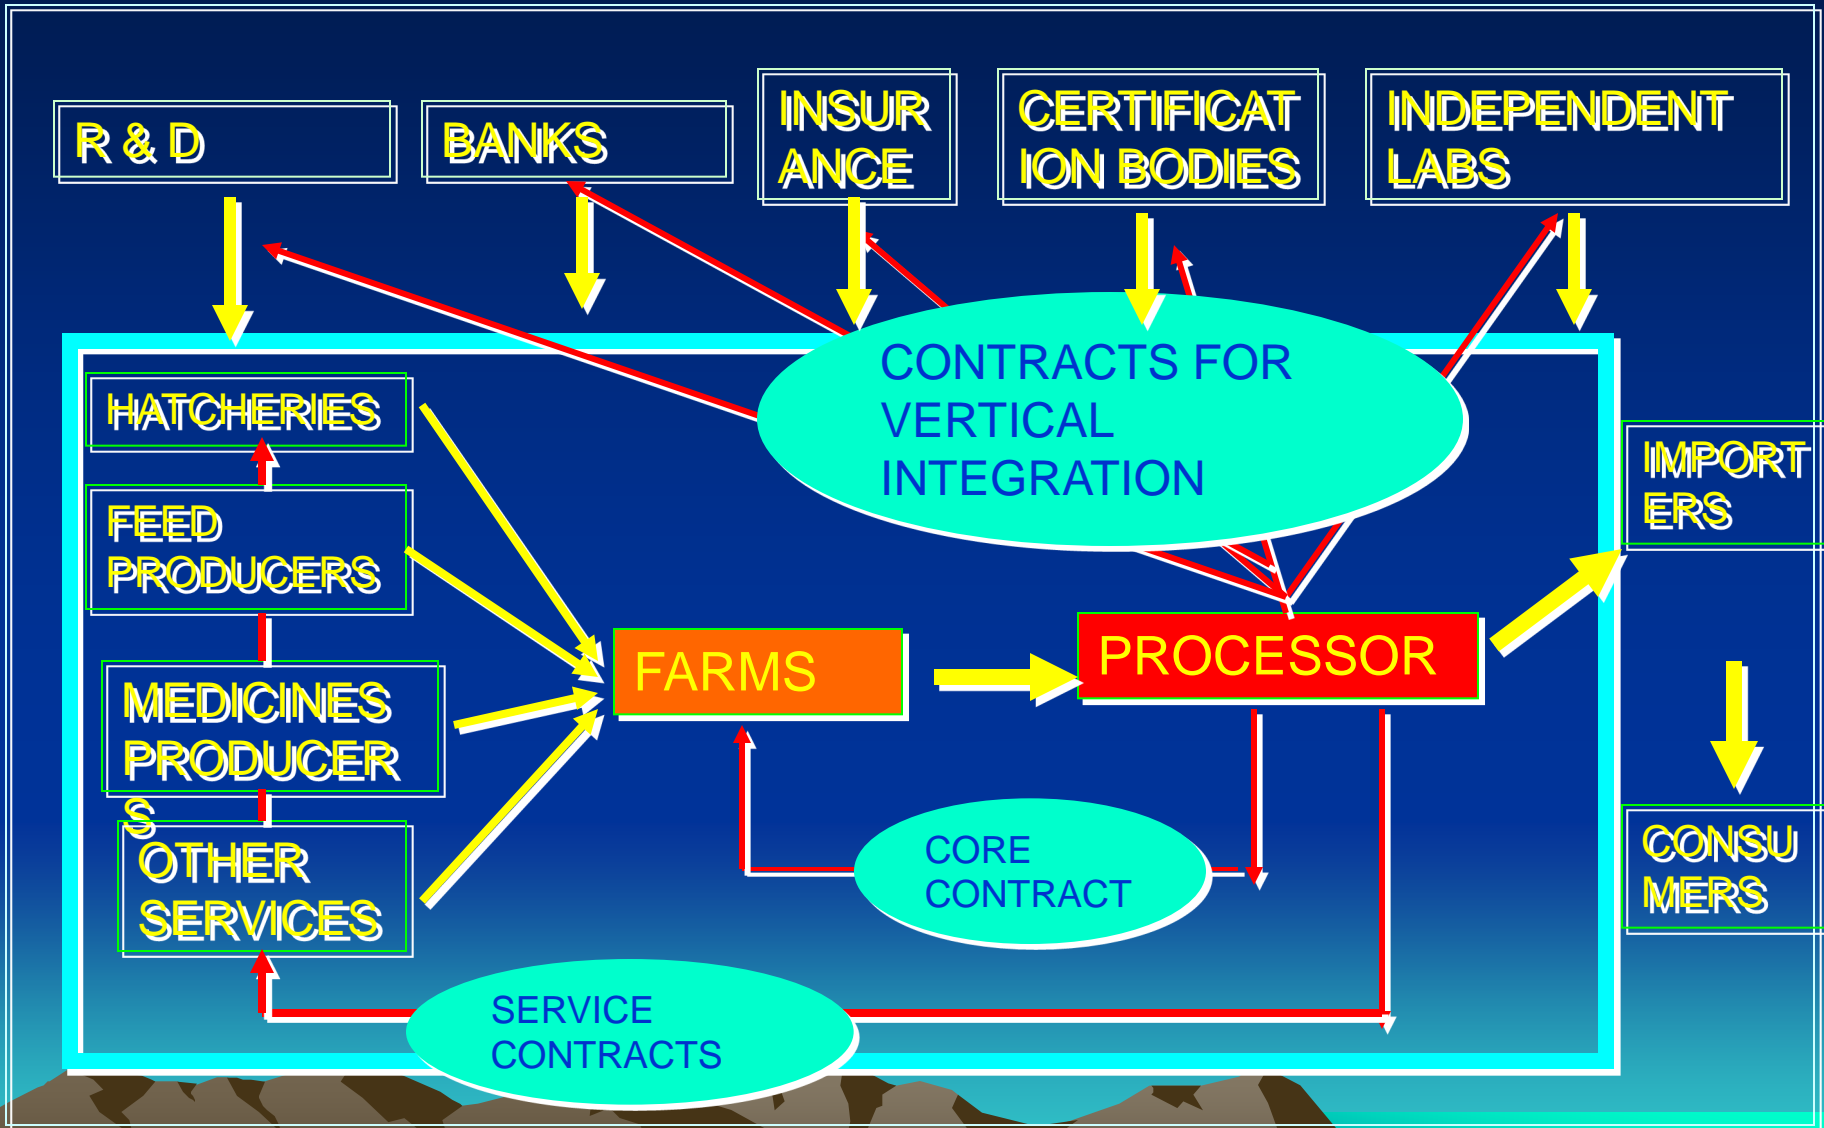 R & D
BANKS
INSUR
ANCE
CERTIFICAT
ION BODIES
INDEPENDENT
LABS
CONTRACTS FOR
VERTICAL
INTEGRATION
HATCHERIES
FEED
PRODUCERS
MEDICINES
PRODUCER
S
OTHER
SERVICES
FARMS
PROCESSOR
IMPORT
ERS
CONSU
MERS
CORE
CONTRACT
SERVICE
CONTRACTS